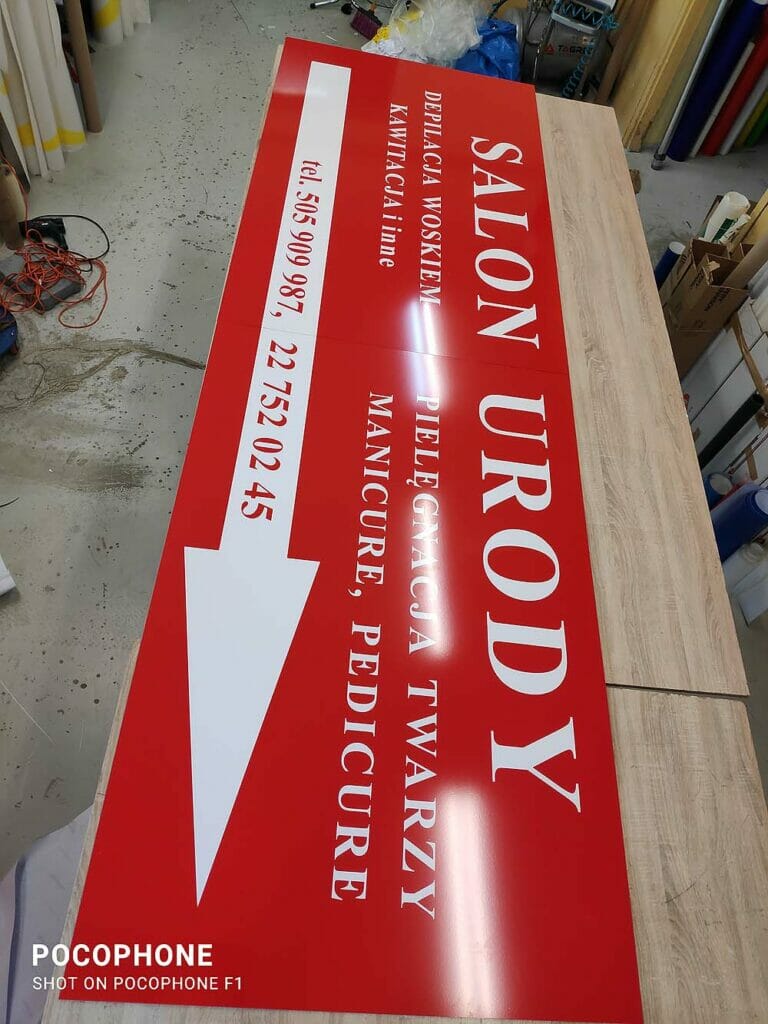 SALON URODY
DEPILACJA WOSKIEM PIELĘGNACJA TWARZY
KAWITACJA i inne MANICURE, PEDICURE
tel. 505 909 987, 22 752 02 45
TAGRED
POCOPHONE
SHOT ON POCOPHONE F1